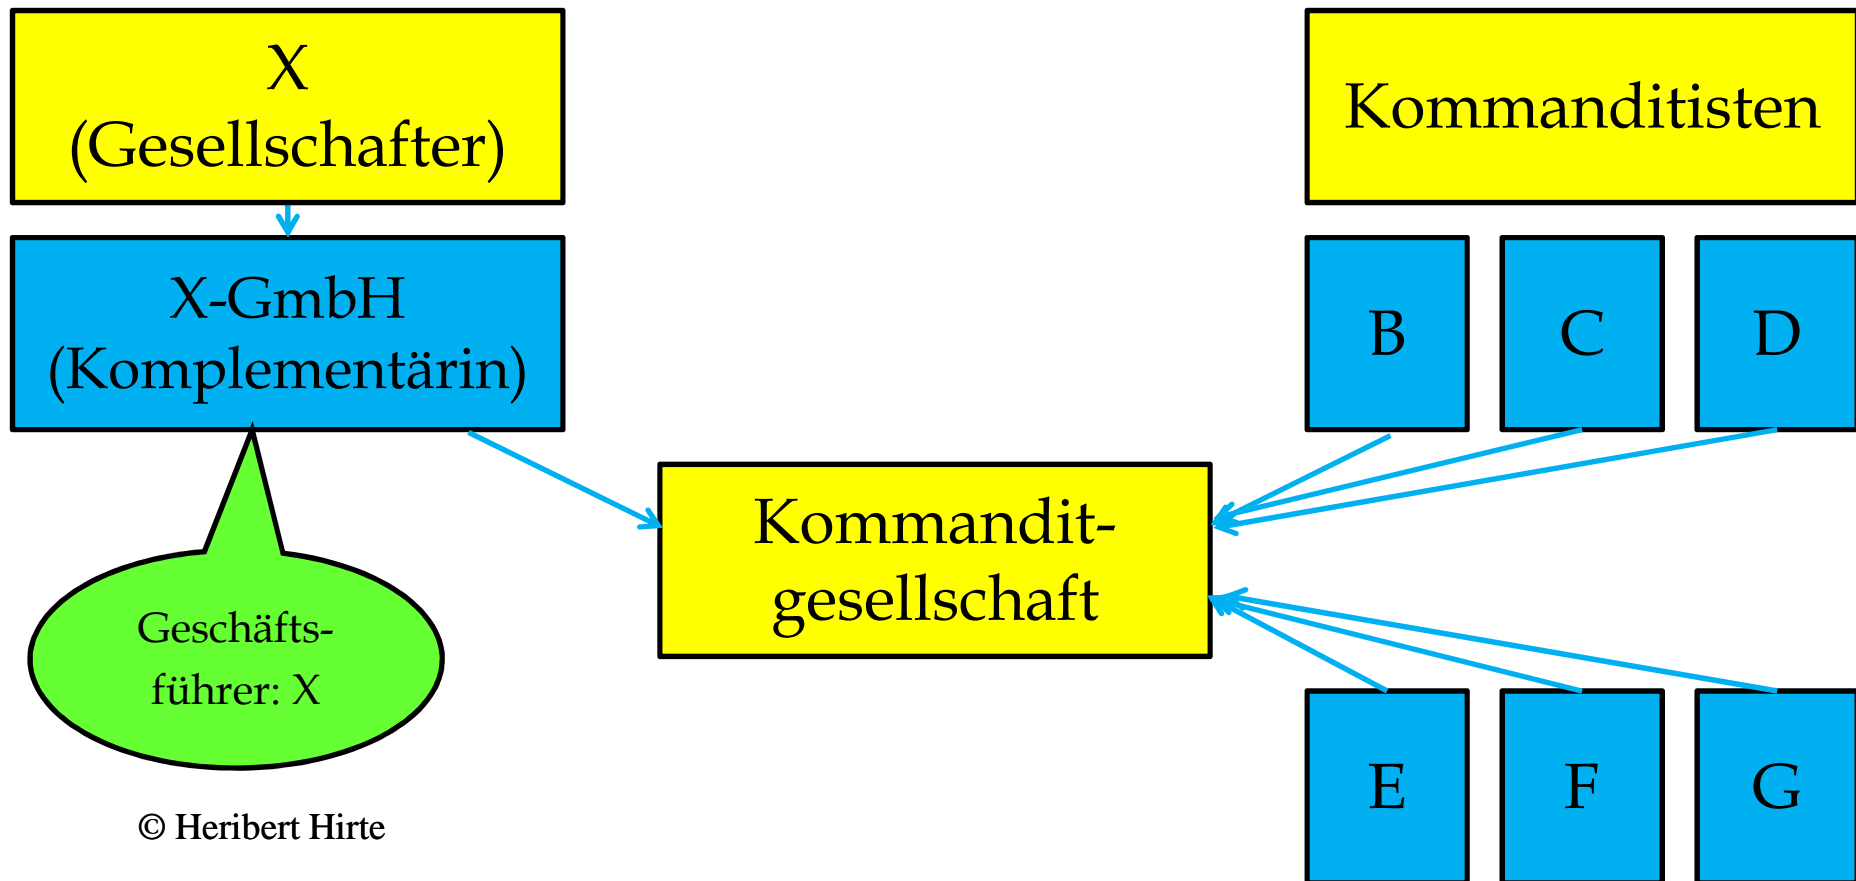 X
(Gesellschafter)
Kommanditisten
X-GmbH
(Komplementärin)
B
C
D
Kommandit-
gesellschaft
Geschäfts-
führer: X
E
F
G
© Heribert Hirte